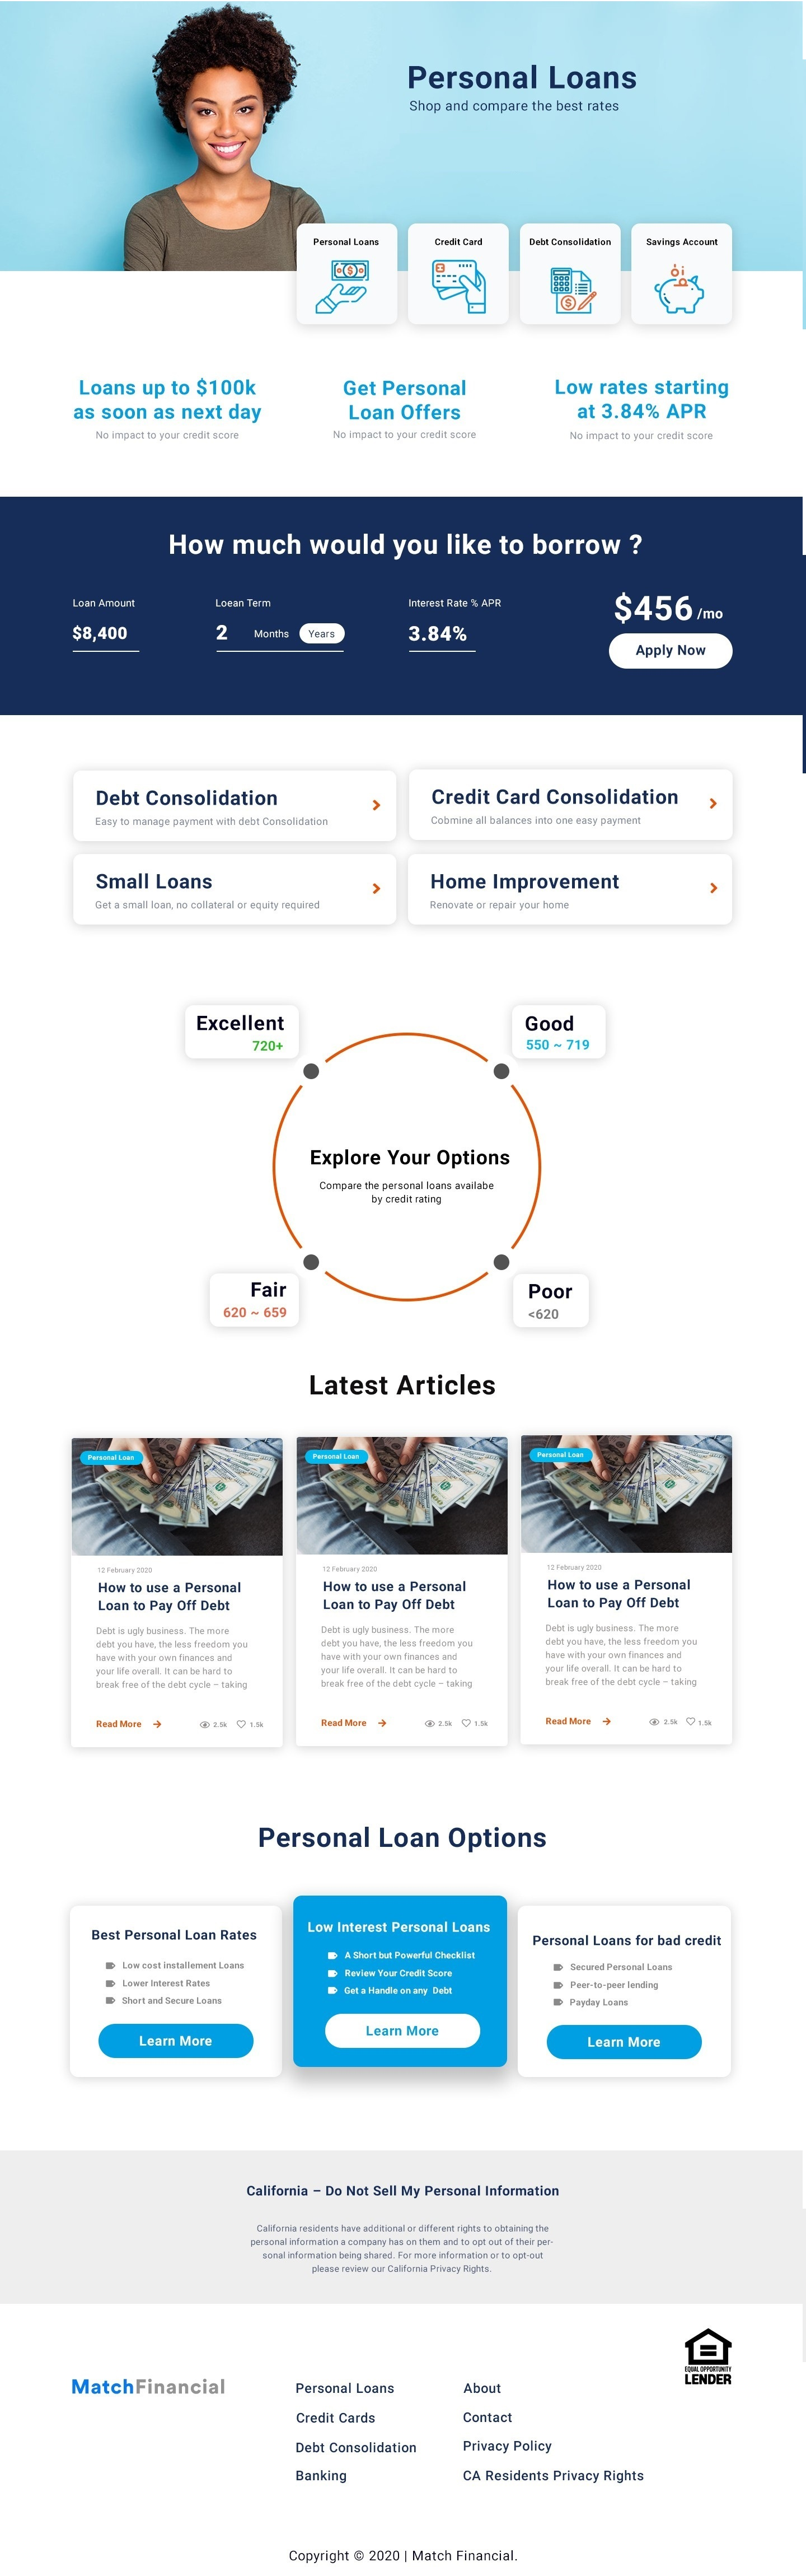 Personal Loans
Shop and compare the best rates
Personal Loans
Credit Card
Debt Consolidation
Savings Account
Loans up to $100k
as soon as next day
No impact to your credit score
Get Personal
Loan Offers
No impact to your credit score
Low rates starting
at 3.84% APR
No impact to your credit score
How much would you like to borrow ?
Loan Amount
$8,400
Loean Term
2 Months Years
Interest Rate % APR
3.84%
$456 /mo
Apply Now
Debt Consolidation
Easy to manage payment with debt Consolidation
Credit Card Consolidation
Cobmine all balances into one easy payment
Small Loans
Get a small loan, no collateral or equity required
Home Improvement
Renovate or repair your home
Excellent
720+
Good
550 ~ 719
Explore Your Options
Compare the personal loans availabe
by credit rating
Fair
620 ~ 659
Poor
<620
Latest Articles
Personal Loan
12 February 2020
How to use a Personal
Loan to Pay Off Debt
Debt is ugly business. The more
debt you have, the less freedom you
have with your own finances and
your life overall. It can be hard to
break free of the debt cycle – taking
Read More
2.5k
1.5k
Personal Loan
12 February 2020
How to use a Personal
Loan to Pay Off Debt
Debt is ugly business. The more
debt you have, the less freedom you
have with your own finances and
your life overall. It can be hard to
break free of the debt cycle – taking
Read More
2.5k
1.5k
Personal Loan
12 February 2020
How to use a Personal
Loan to Pay Off Debt
Debt is ugly business. The more
debt you have, the less freedom you
have with your own finances and
your life overall. It can be hard to
break free of the debt cycle – taking
Read More
2.5k
1.5k
Personal Loan Options
Best Personal Loan Rates
Low cost installement Loans
Lower Interest Rates
Short and Secure Loans
Learn More
Low Interest Personal Loans
A Short but Powerful Checklist
Review Your Credit Score
Get a Handle on any Debt
Learn More
Personal Loans for bad credit
Secured Personal Loans
Peer-to-peer lending
Payday Loans
Learn More
California – Do Not Sell My Personal Information
California residents have additional or different rights to obtaining the
personal information a company has on them and to opt out of their per-
sonal information being shared. For more information or to opt-out
please review our California Privacy Rights.
MatchFinancial
Personal Loans
Credit Cards
Debt Consolidation
Banking
About
Contact
Privacy Policy
CA Residents Privacy Rights
EQUAL OPPORTUNITY
LENDER
Copyright © 2020 | Match Financial.